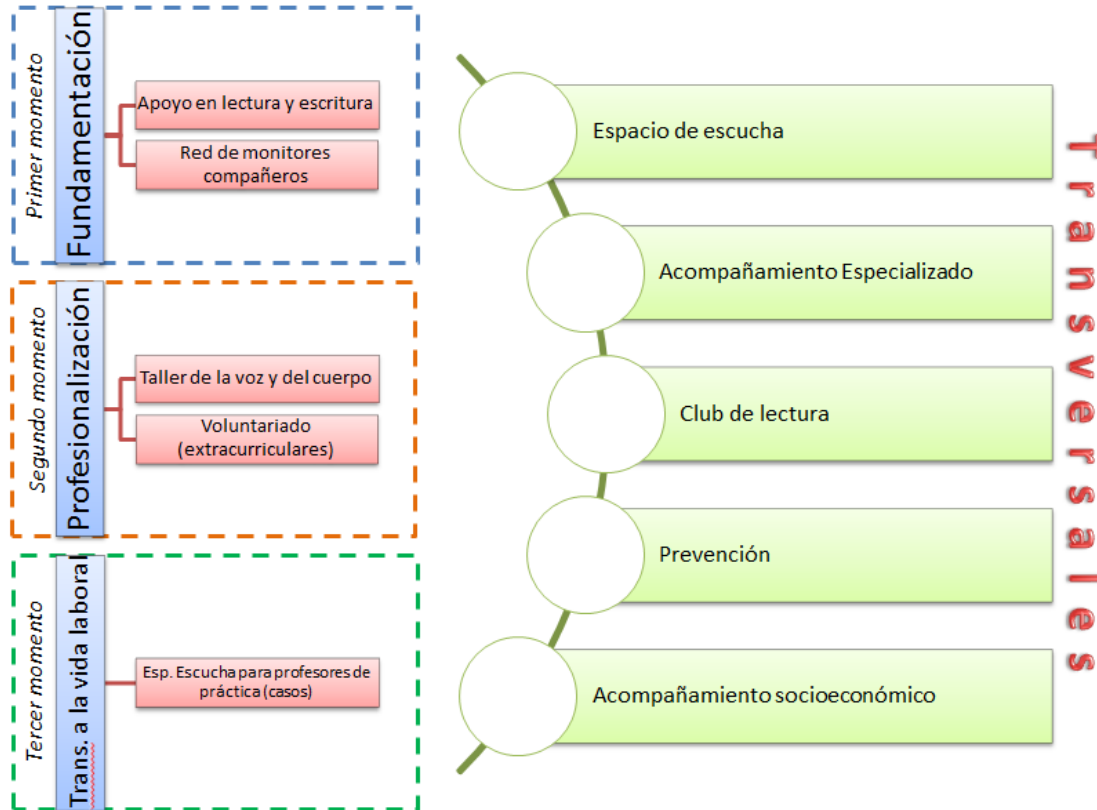 Primer momento
Fundamentación
Apoyo en lectura y escritura
Red de monitores
compañeros
Segundo momento
Profesionalización
Taller de la voz y del cuerpo
Voluntariado
(extracurriculares)
Tercer momento
Trans. a la vida laboral
Esp. Escucha para profesores de
práctica (casos)
Espacio de escucha
Acompañamiento Especializado
Club de lectura
Prevención
Acompañamiento socioeconómico
Transversales